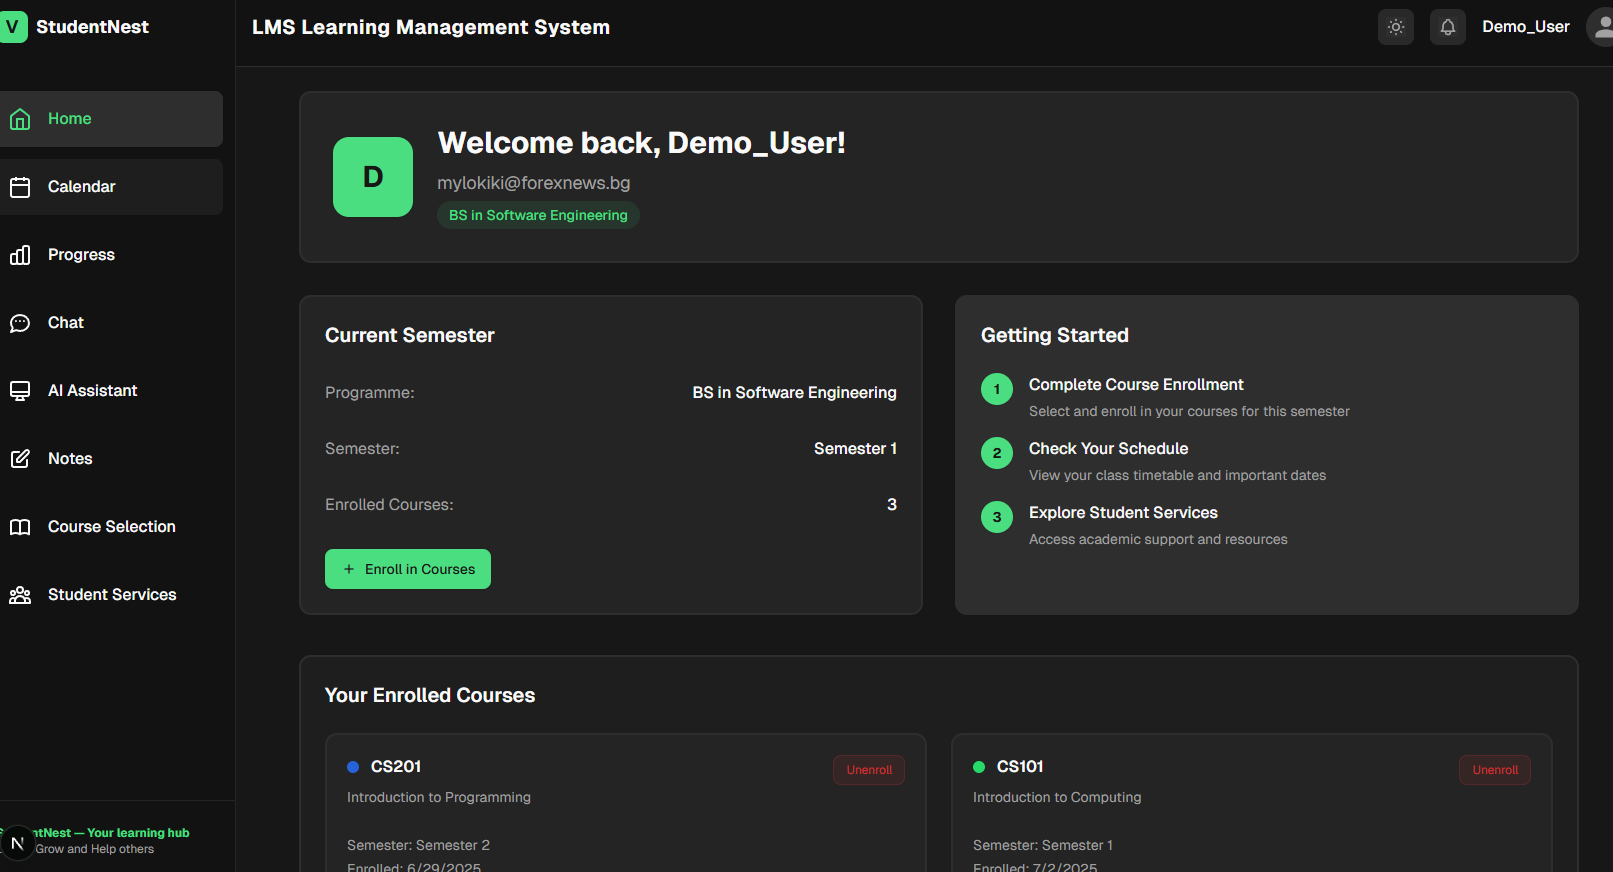 V StudentNest
LMS Learning Management System
Demo_User
Home
Calendar
Progress
Chat
AI Assistant
Notes
Course Selection
Student Services
ntNest — Your learning hub
Grow and Help others
N
D
Welcome back, Demo_User!
mylokiki@forexnews.bg
BS in Software Engineering
Current Semester
Programme: BS in Software Engineering
Semester: Semester 1
Enrolled Courses: 3
+ Enroll in Courses
Getting Started
1 Complete Course Enrollment
Select and enroll in your courses for this semester
2 Check Your Schedule
View your class timetable and important dates
3 Explore Student Services
Access academic support and resources
Your Enrolled Courses
CS201 Unenroll
Introduction to Programming
Semester: Semester 2
Enrolled: 6/29/2025
CS101 Unenroll
Introduction to Computing
Semester: Semester 1
Enrolled: 7/2/2025